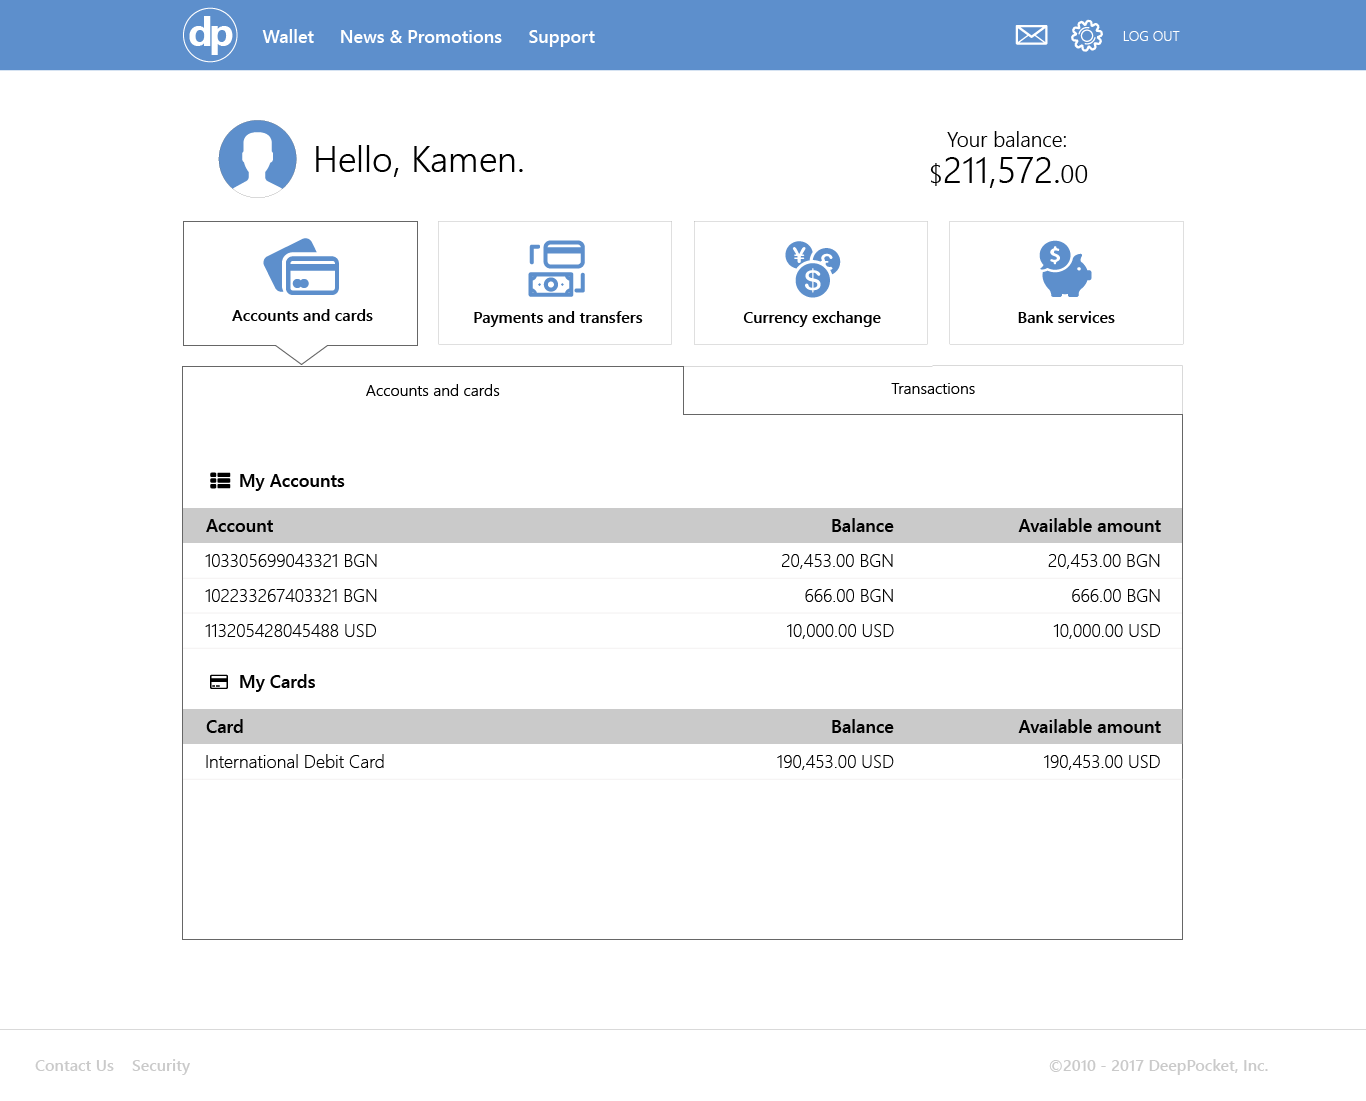 dp Wallet News & Promotions Support LOG OUT
Hello, Kamen.
Your balance:
$211,572.00
Accounts and cards
Payments and transfers
¥ £ $
Currency exchange
$
Bank services
Accounts and cards Transactions
My Accounts
Account Balance Available amount
103305699043321 BGN 20,453.00 BGN 20,453.00 BGN
102233267403321 BGN 666.00 BGN 666.00 BGN
113205428045488 USD 10,000.00 USD 10,000.00 USD
My Cards
Card Balance Available amount
International Debit Card 190,453.00 USD 190,453.00 USD
Contact Us Security ©2010 - 2017 DeepPocket, Inc.